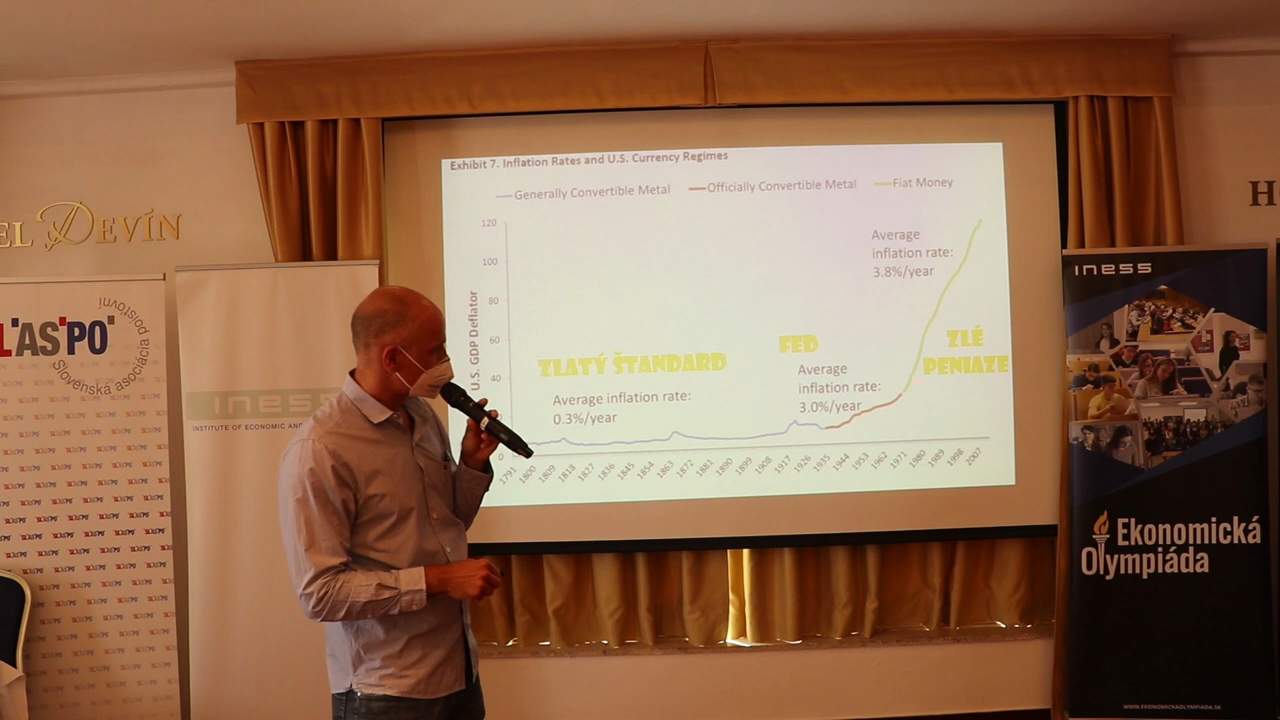 EL DEVÍN
H
L'AS'PO
Slovenská asociácia poisťovní
iness
INSTITUTE OF ECONOMIC AND
Exhibit 7. Inflation Rates and U.S. Currency Regimes
Generally Convertible Metal
Officially Convertible Metal
Fiat Money
U.S. GDP Deflator
120
100
80
60
40
0
Average
inflation rate:
3.8%/year
ZLATÝ ŠTANDARD
FED
ZLÉ
PENIAZE
Average inflation rate:
0.3%/year
Average
inflation rate:
3.0%/year
1791 1800 1809 1818 1827 1836 1845 1854 1863 1872 1881 1890 1899 1908 1917 1926 1935 1944 1953 1962 1971 1980 1989 1998 2007
iness
Ekonomická
Olympiáda
WWW.EKONOMICKAOLYMPIADA.SK